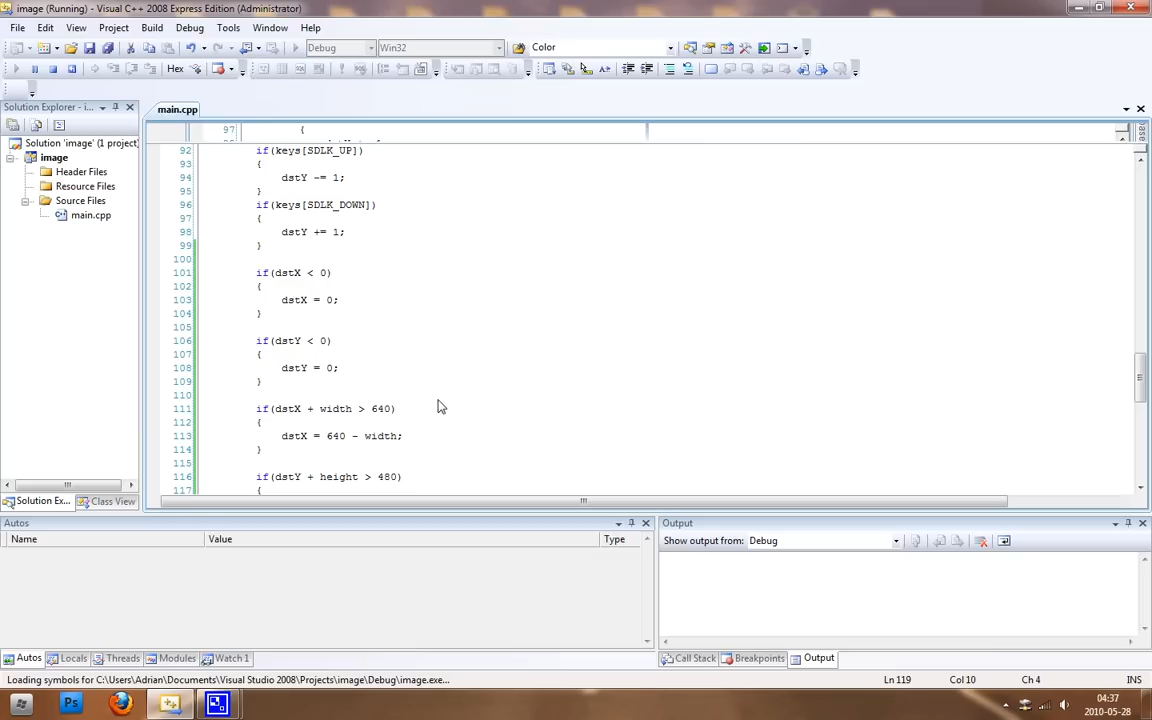 image (Running) - Visual C++ 2008 Express Edition (Administrator)
File Edit View Project Build Debug Tools Window Help
Debug Win32 Color
Hex
Solution Explorer - i...
main.cpp
Solution 'image' (1 project)
image
Header Files
Resource Files
Source Files
main.cpp
97 {
92 if(keys[SDLK_UP])
93 {
94 dstY -= 1;
95 }
96 if(keys[SDLK_DOWN])
97 {
98 dstY += 1;
99 }
100
101 if(dstX < 0)
102 {
103 dstX = 0;
104 }
105
106 if(dstY < 0)
107 {
108 dstY = 0;
109 }
110
111 if(dstX + width > 640)
112 {
113 dstX = 640 - width;
114 }
115
116 if(dstY + height > 480)
117 {
Solution Ex... Class View
Autos
Name Value Type
Output
Show output from: Debug
Autos Locals Threads Modules Watch 1
Call Stack Breakpoints Output
Loading symbols for C:\Users\Adrian\Documents\Visual Studio 2008\Projects\image\Debug\image.exe...
Ln 119 Col 10 Ch 4 INS
Ps
04:37
2010-05-28